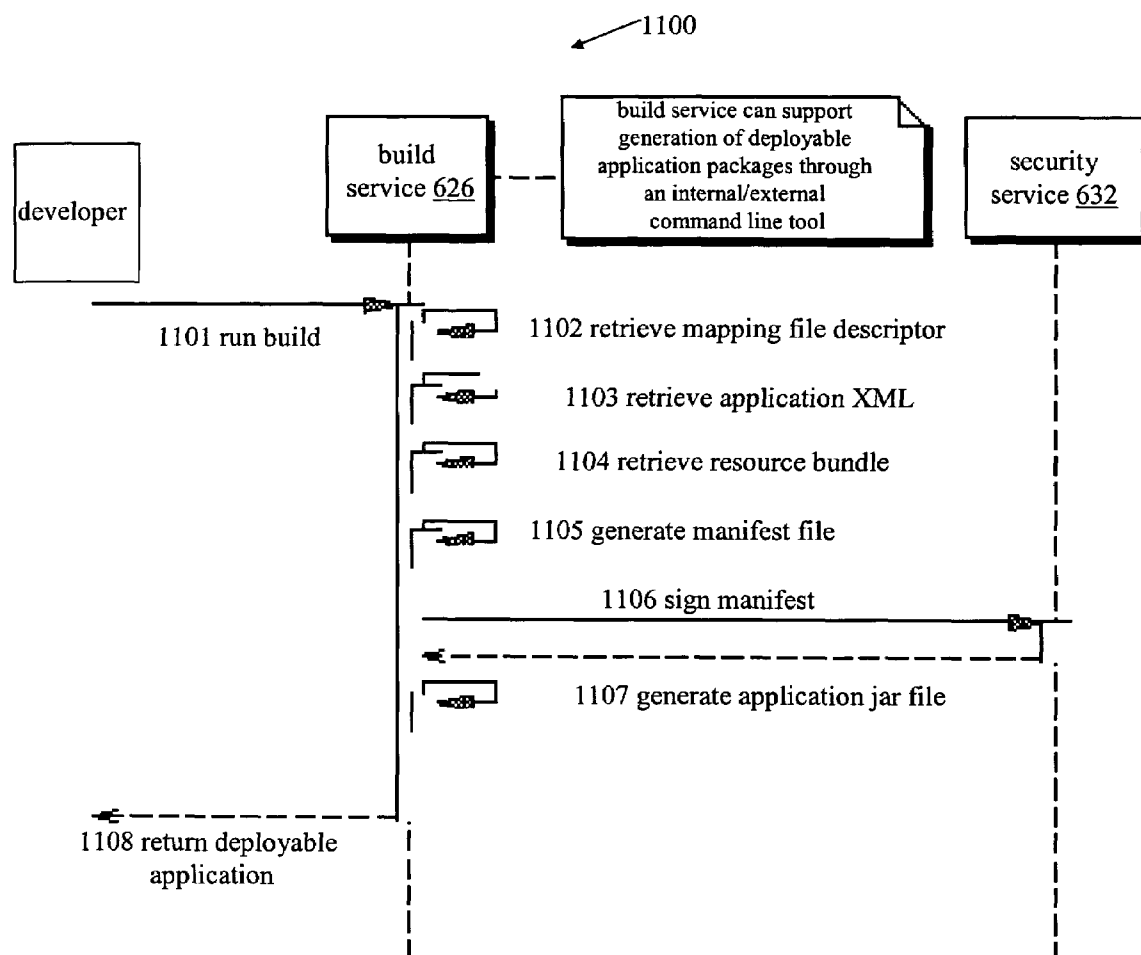 1100
build service can support
generation of deployable
application packages through
an internal/external
command line tool
build
service 626
security
service 632
developer
1101 run build
1102 retrieve mapping file descriptor
1103 retrieve application XML
1104 retrieve resource bundle
1105 generate manifest file
1106 sign manifest
1107 generate application jar file
1108 return deployable
application